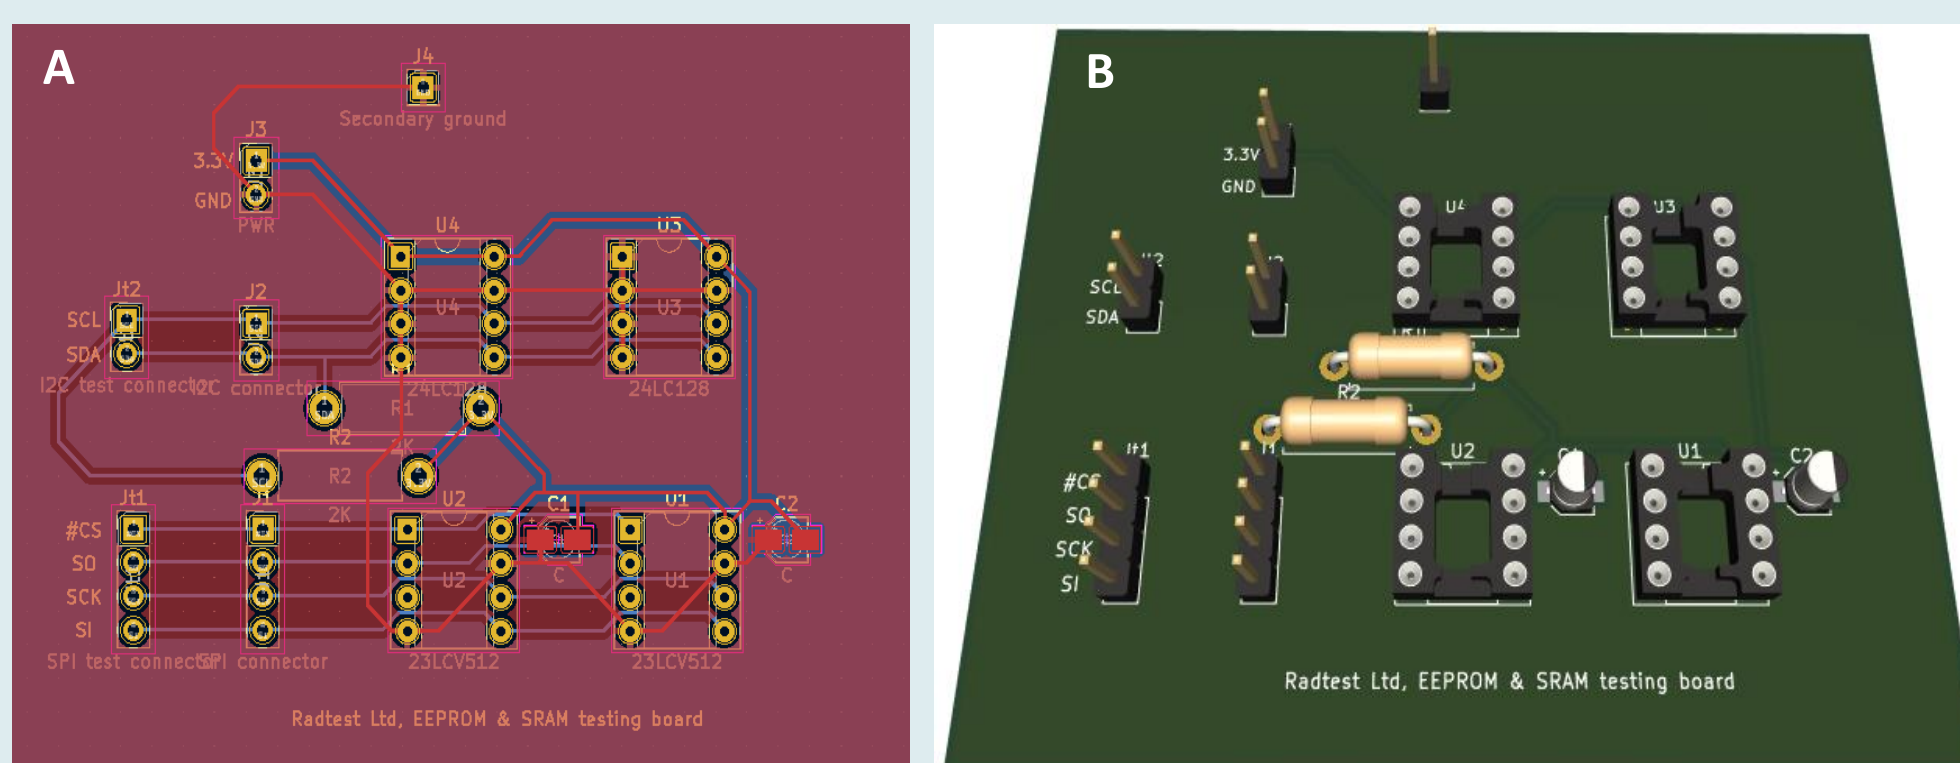 A
J4
Secondary ground
J3
3.3V
GND
PWR
U4
U3
Jt2
J2
SCL
U4
U3
SDA
I2C test connector
I2C connector
24LC128
24LC128
R1
R2
2K
R2
Jt1
J1
2K
U2
C1
U1
C2
#CS
SO
C
C
U2
U1
SCK
SI
SPI test connector
SPI connector
23LCV512
23LCV512
Radtest Ltd, EEPROM & SRAM testing board
B
3.3V
GND
U4
U3
SCL
SDA
R2
Jt1
J1
U2
C1
U1
C2
#CS
SO
SCK
SI
Radtest Ltd, EEPROM & SRAM testing board